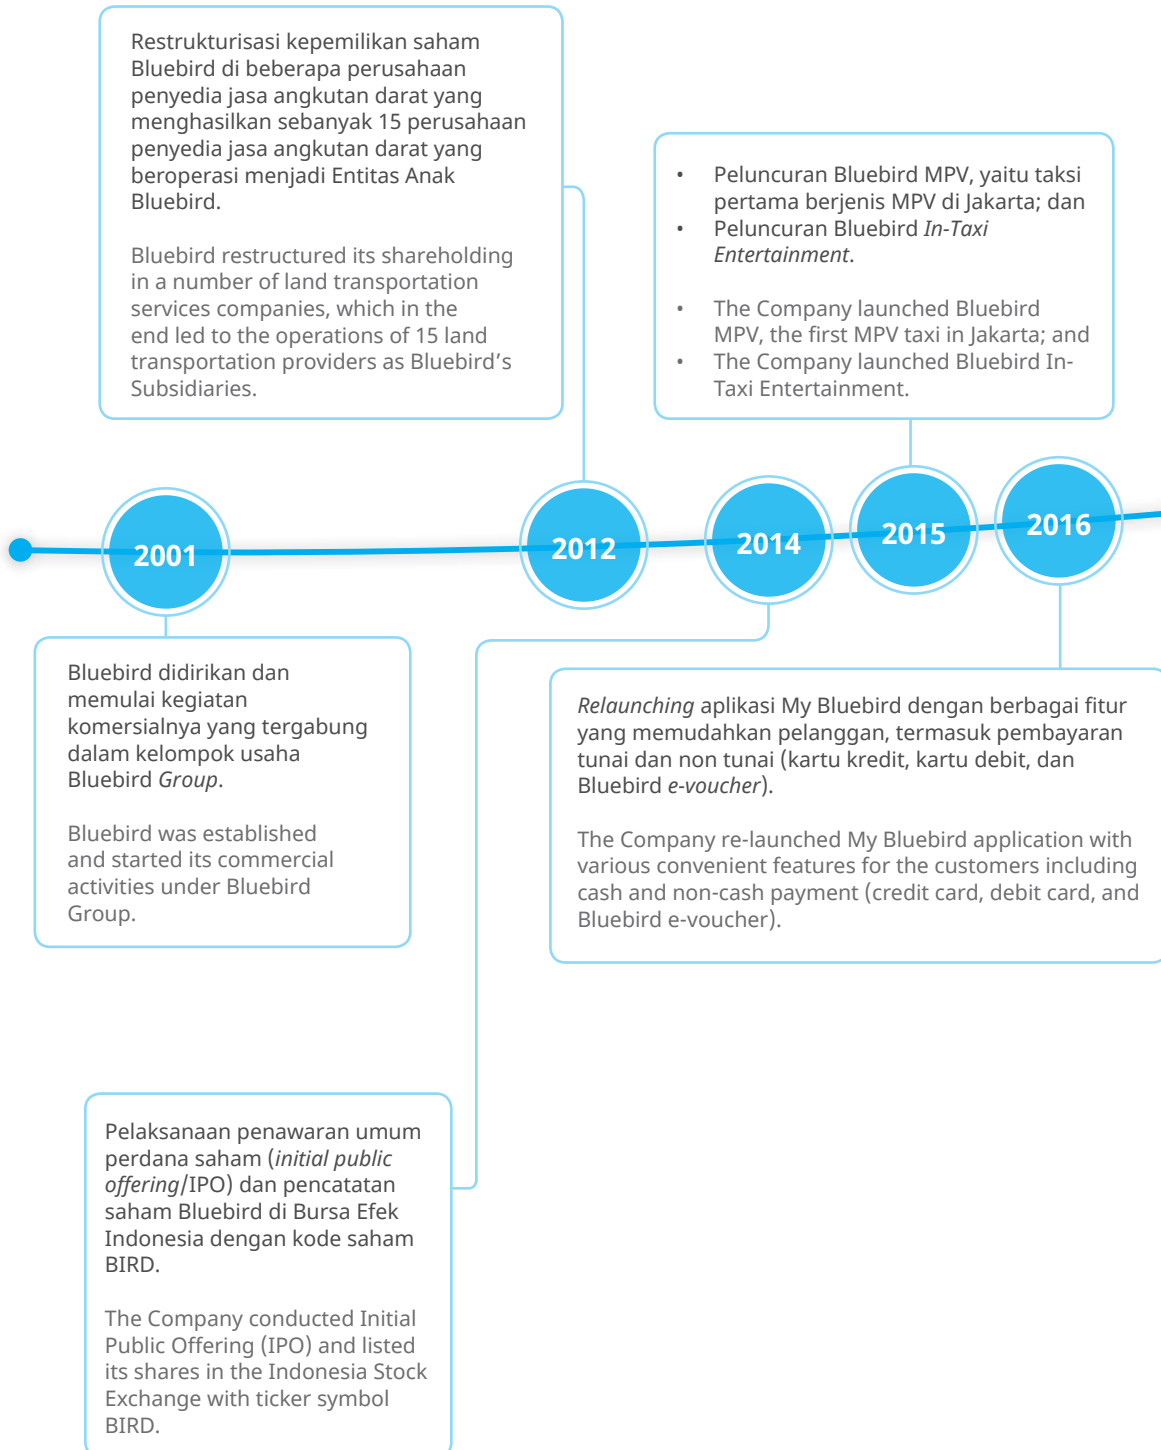 Restrukturisasi kepemilikan saham
Bluebird di beberapa perusahaan
penyedia jasa angkutan darat yang
menghasilkan sebanyak 15 perusahaan
penyedia jasa angkutan darat yang
beroperasi menjadi Entitas Anak
Bluebird.
Bluebird restructured its shareholding
in a number of land transportation
services companies, which in the
end led to the operations of 15 land
transportation providers as Bluebird’s
Subsidiaries.
• Peluncuran Bluebird MPV, yaitu taksi
pertama berjenis MPV di Jakarta; dan
• Peluncuran Bluebird In-Taxi
Entertainment.
• The Company launched Bluebird
MPV, the first MPV taxi in Jakarta; and
• The Company launched Bluebird In-
Taxi Entertainment.
2001
2012
2014
2015
2016
Bluebird didirikan dan
memulai kegiatan
komersialnya yang tergabung
dalam kelompok usaha
Bluebird Group.
Bluebird was established
and started its commercial
activities under Bluebird
Group.
Relaunching aplikasi My Bluebird dengan berbagai fitur
yang memudahkan pelanggan, termasuk pembayaran
tunai dan non tunai (kartu kredit, kartu debit, dan
Bluebird e-voucher).
The Company re-launched My Bluebird application with
various convenient features for the customers including
cash and non-cash payment (credit card, debit card, and
Bluebird e-voucher).
Pelaksanaan penawaran umum
perdana saham (initial public
offering/IPO) dan pencatatan
saham Bluebird di Bursa Efek
Indonesia dengan kode saham
BIRD.
The Company conducted Initial
Public Offering (IPO) and listed
its shares in the Indonesia Stock
Exchange with ticker symbol
BIRD.